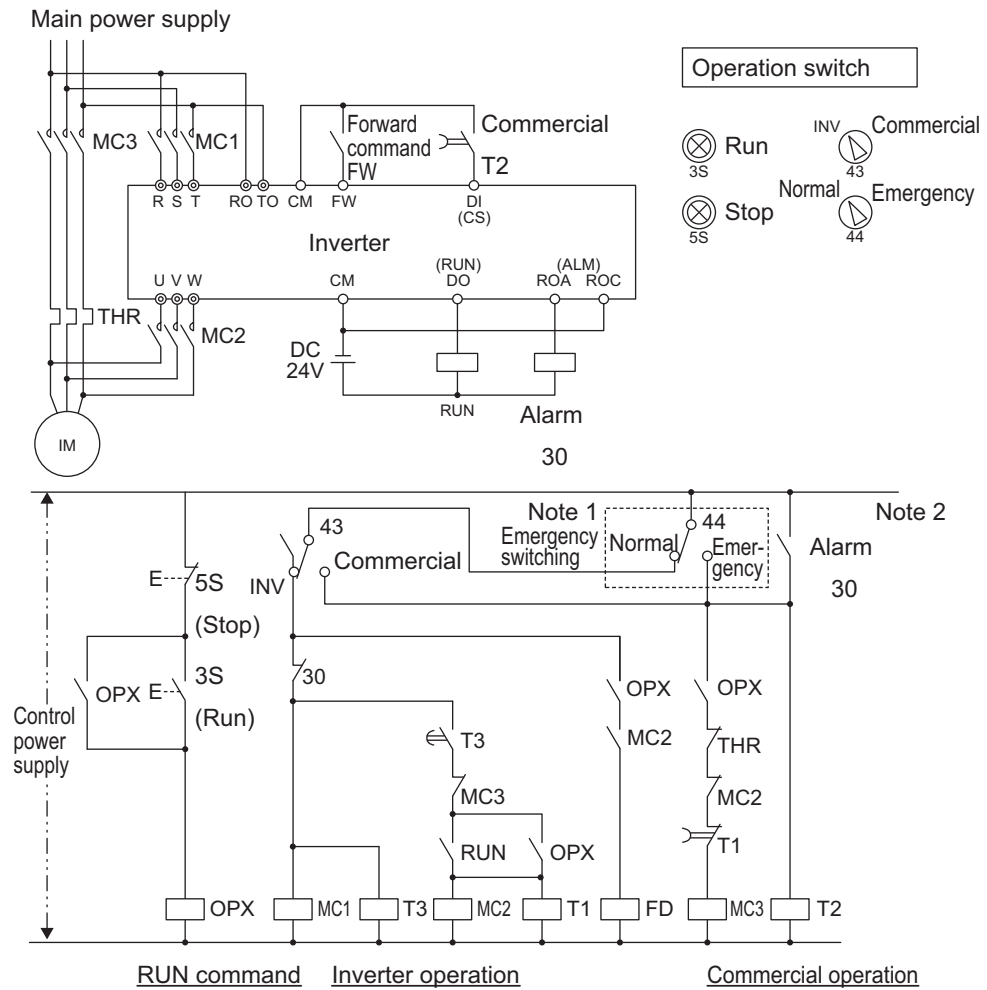 Main power supply
Operation switch
MC3
MC1
Forward
command
FW
Commercial
T2
Run
3S
INV
Commercial
43
Stop
5S
Normal
Emergency
44
R S T
RO TO
CM
FW
DI
(CS)
Inverter
U V W
CM
(RUN)
DO
(ALM)
ROA
ROC
THR
MC2
DC
24V
RUN
Alarm
30
IM
Note 1
Emergency
switching
Note 2
43
44
Normal
Emer-
gency
Alarm
30
Commercial
INV
E
5S
(Stop)
OPX
E
3S
(Run)
30
OPX
OPX
Control
power
supply
T3
MC2
THR
MC3
MC2
RUN
OPX
T1
OPX
MC1
T3
MC2
T1
FD
MC3
T2
RUN command
Inverter operation
Commercial operation